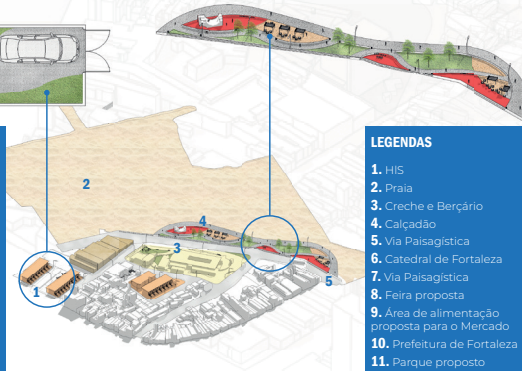 2
4
3
1
5
LEGENDAS
1. HIS
2. Praia
3. Creche e Berçário
4. Calçadão
5. Via Paisagística
6. Catedral de Fortaleza
7. Via Paisagística
8. Feira proposta
9. Área de alimentação
proposta para o Mercado
10. Prefeitura de Fortaleza
11. Parque proposto